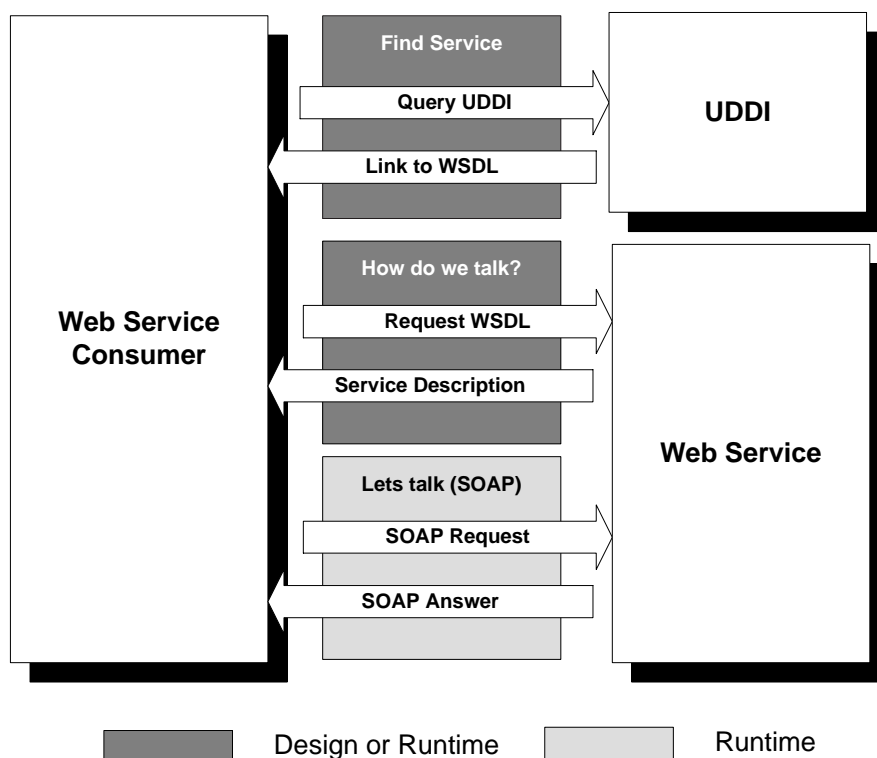 Find Service
Query UDDI
UDDI
Link to WSDL
How do we talk?
Web Service
Consumer
Request WSDL
Service Description
Web Service
Lets talk (SOAP)
SOAP Request
SOAP Answer
Design or Runtime
Runtime